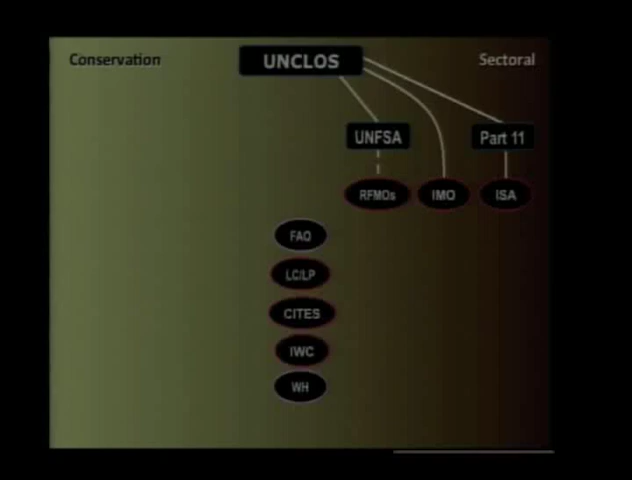 Conservation
UNCLOS
Sectoral
UNFSA
Part 11
RFMOs
IMO
ISA
FAO
LC/LP
CITES
IWC
WH